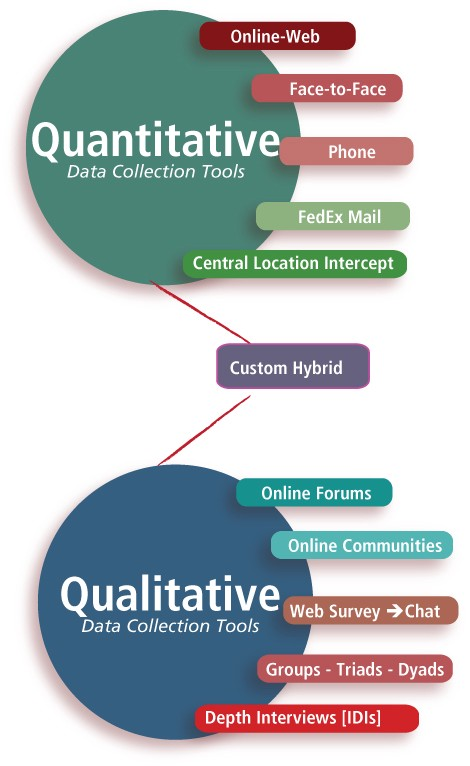 Online-Web
Face-to-Face
Quantitative
Data Collection Tools
Phone
FedEx Mail
Central Location Intercept
Custom Hybrid
Online Forums
Online Communities
Qualitative
Data Collection Tools
Web Survey ➔Chat
Groups - Triads - Dyads
Depth Interviews [IDIs]